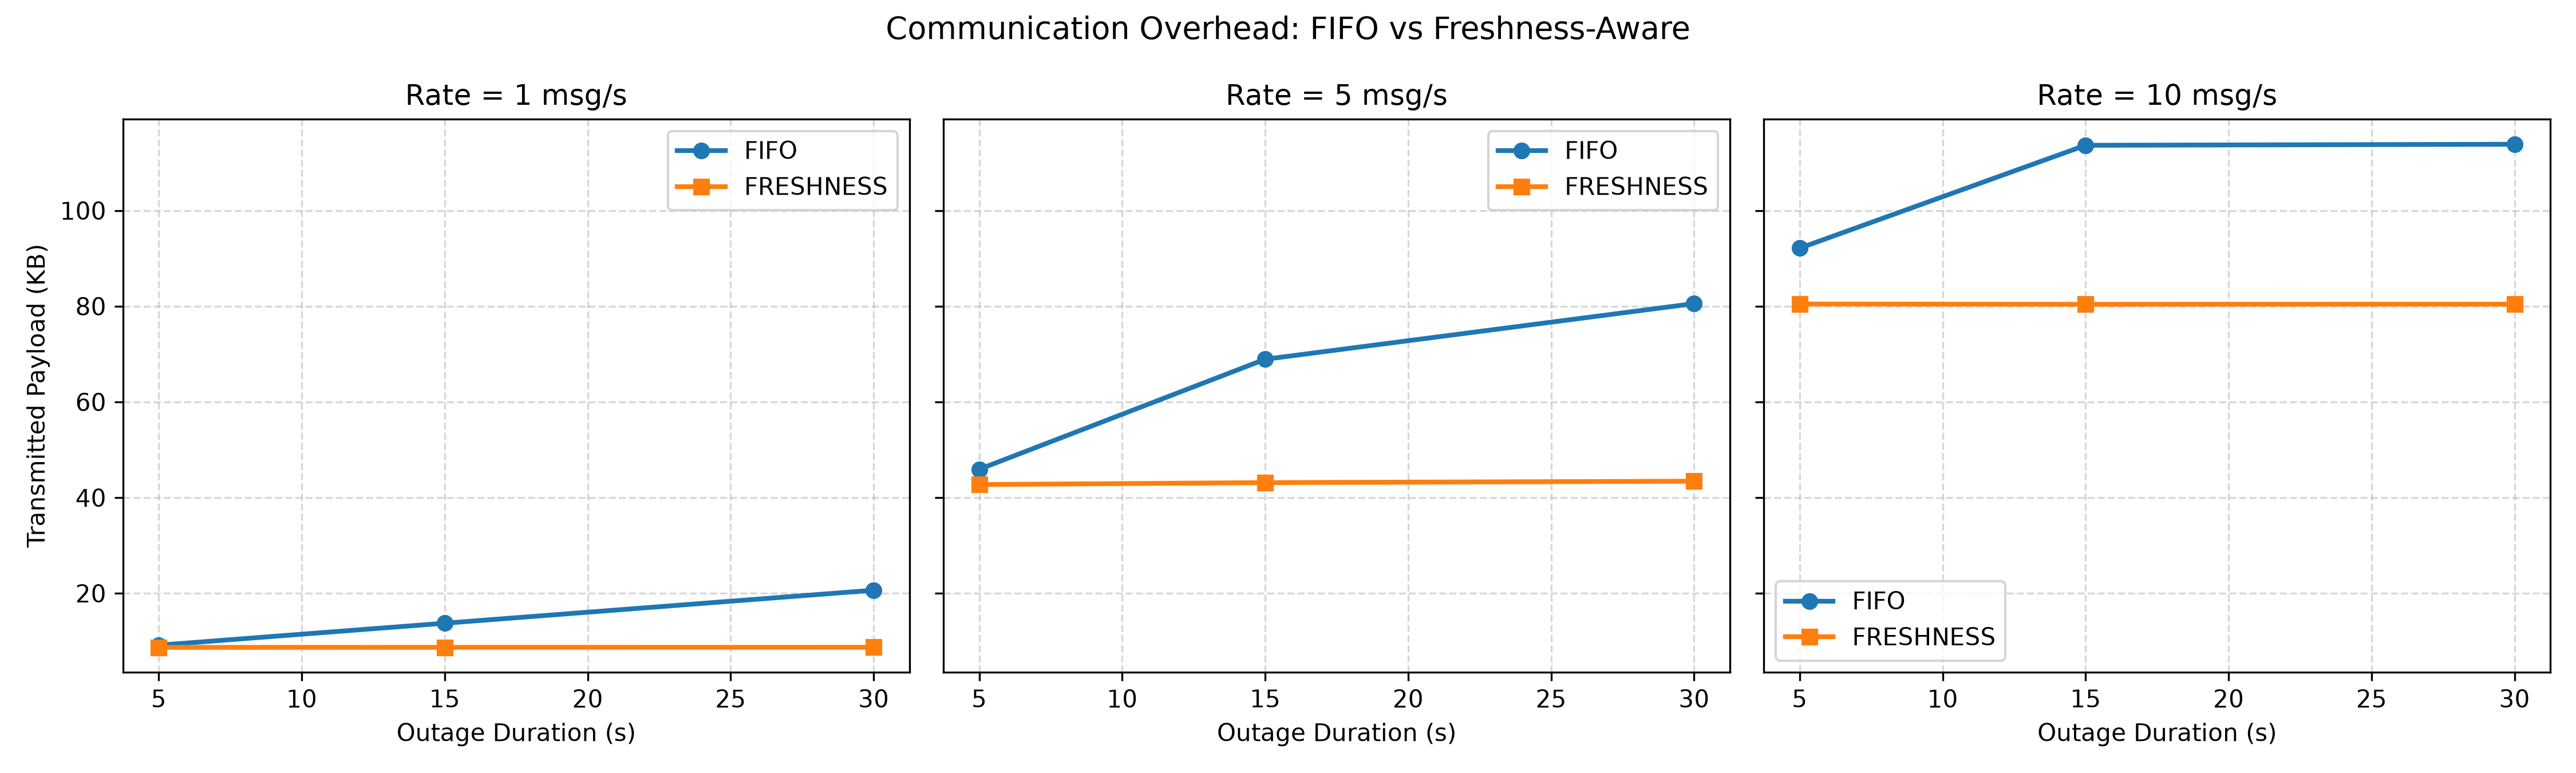 Communication Overhead: FIFO vs Freshness-Aware
Rate = 1 msg/s
Rate = 5 msg/s
Rate = 10 msg/s
Transmitted Payload (KB)
100
80
60
40
20
FIFO
FRESHNESS
FIFO
FRESHNESS
FIFO
FRESHNESS
5 10 15 20 25 30
5 10 15 20 25 30
5 10 15 20 25 30
Outage Duration (s)
Outage Duration (s)
Outage Duration (s)